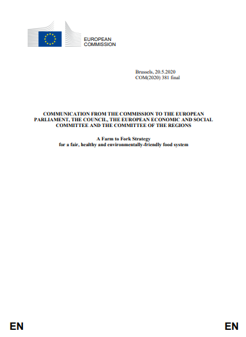 EUROPEAN
COMMISSION
Brussels, 20.5.2020
COM(2020) 381 final
COMMUNICATION FROM THE COMMISSION TO THE EUROPEAN
PARLIAMENT, THE COUNCIL, THE EUROPEAN ECONOMIC AND SOCIAL
COMMITTEE AND THE COMMITTEE OF THE REGIONS
A Farm to Fork Strategy
for a fair, healthy and environmentally-friendly food system
EN EN